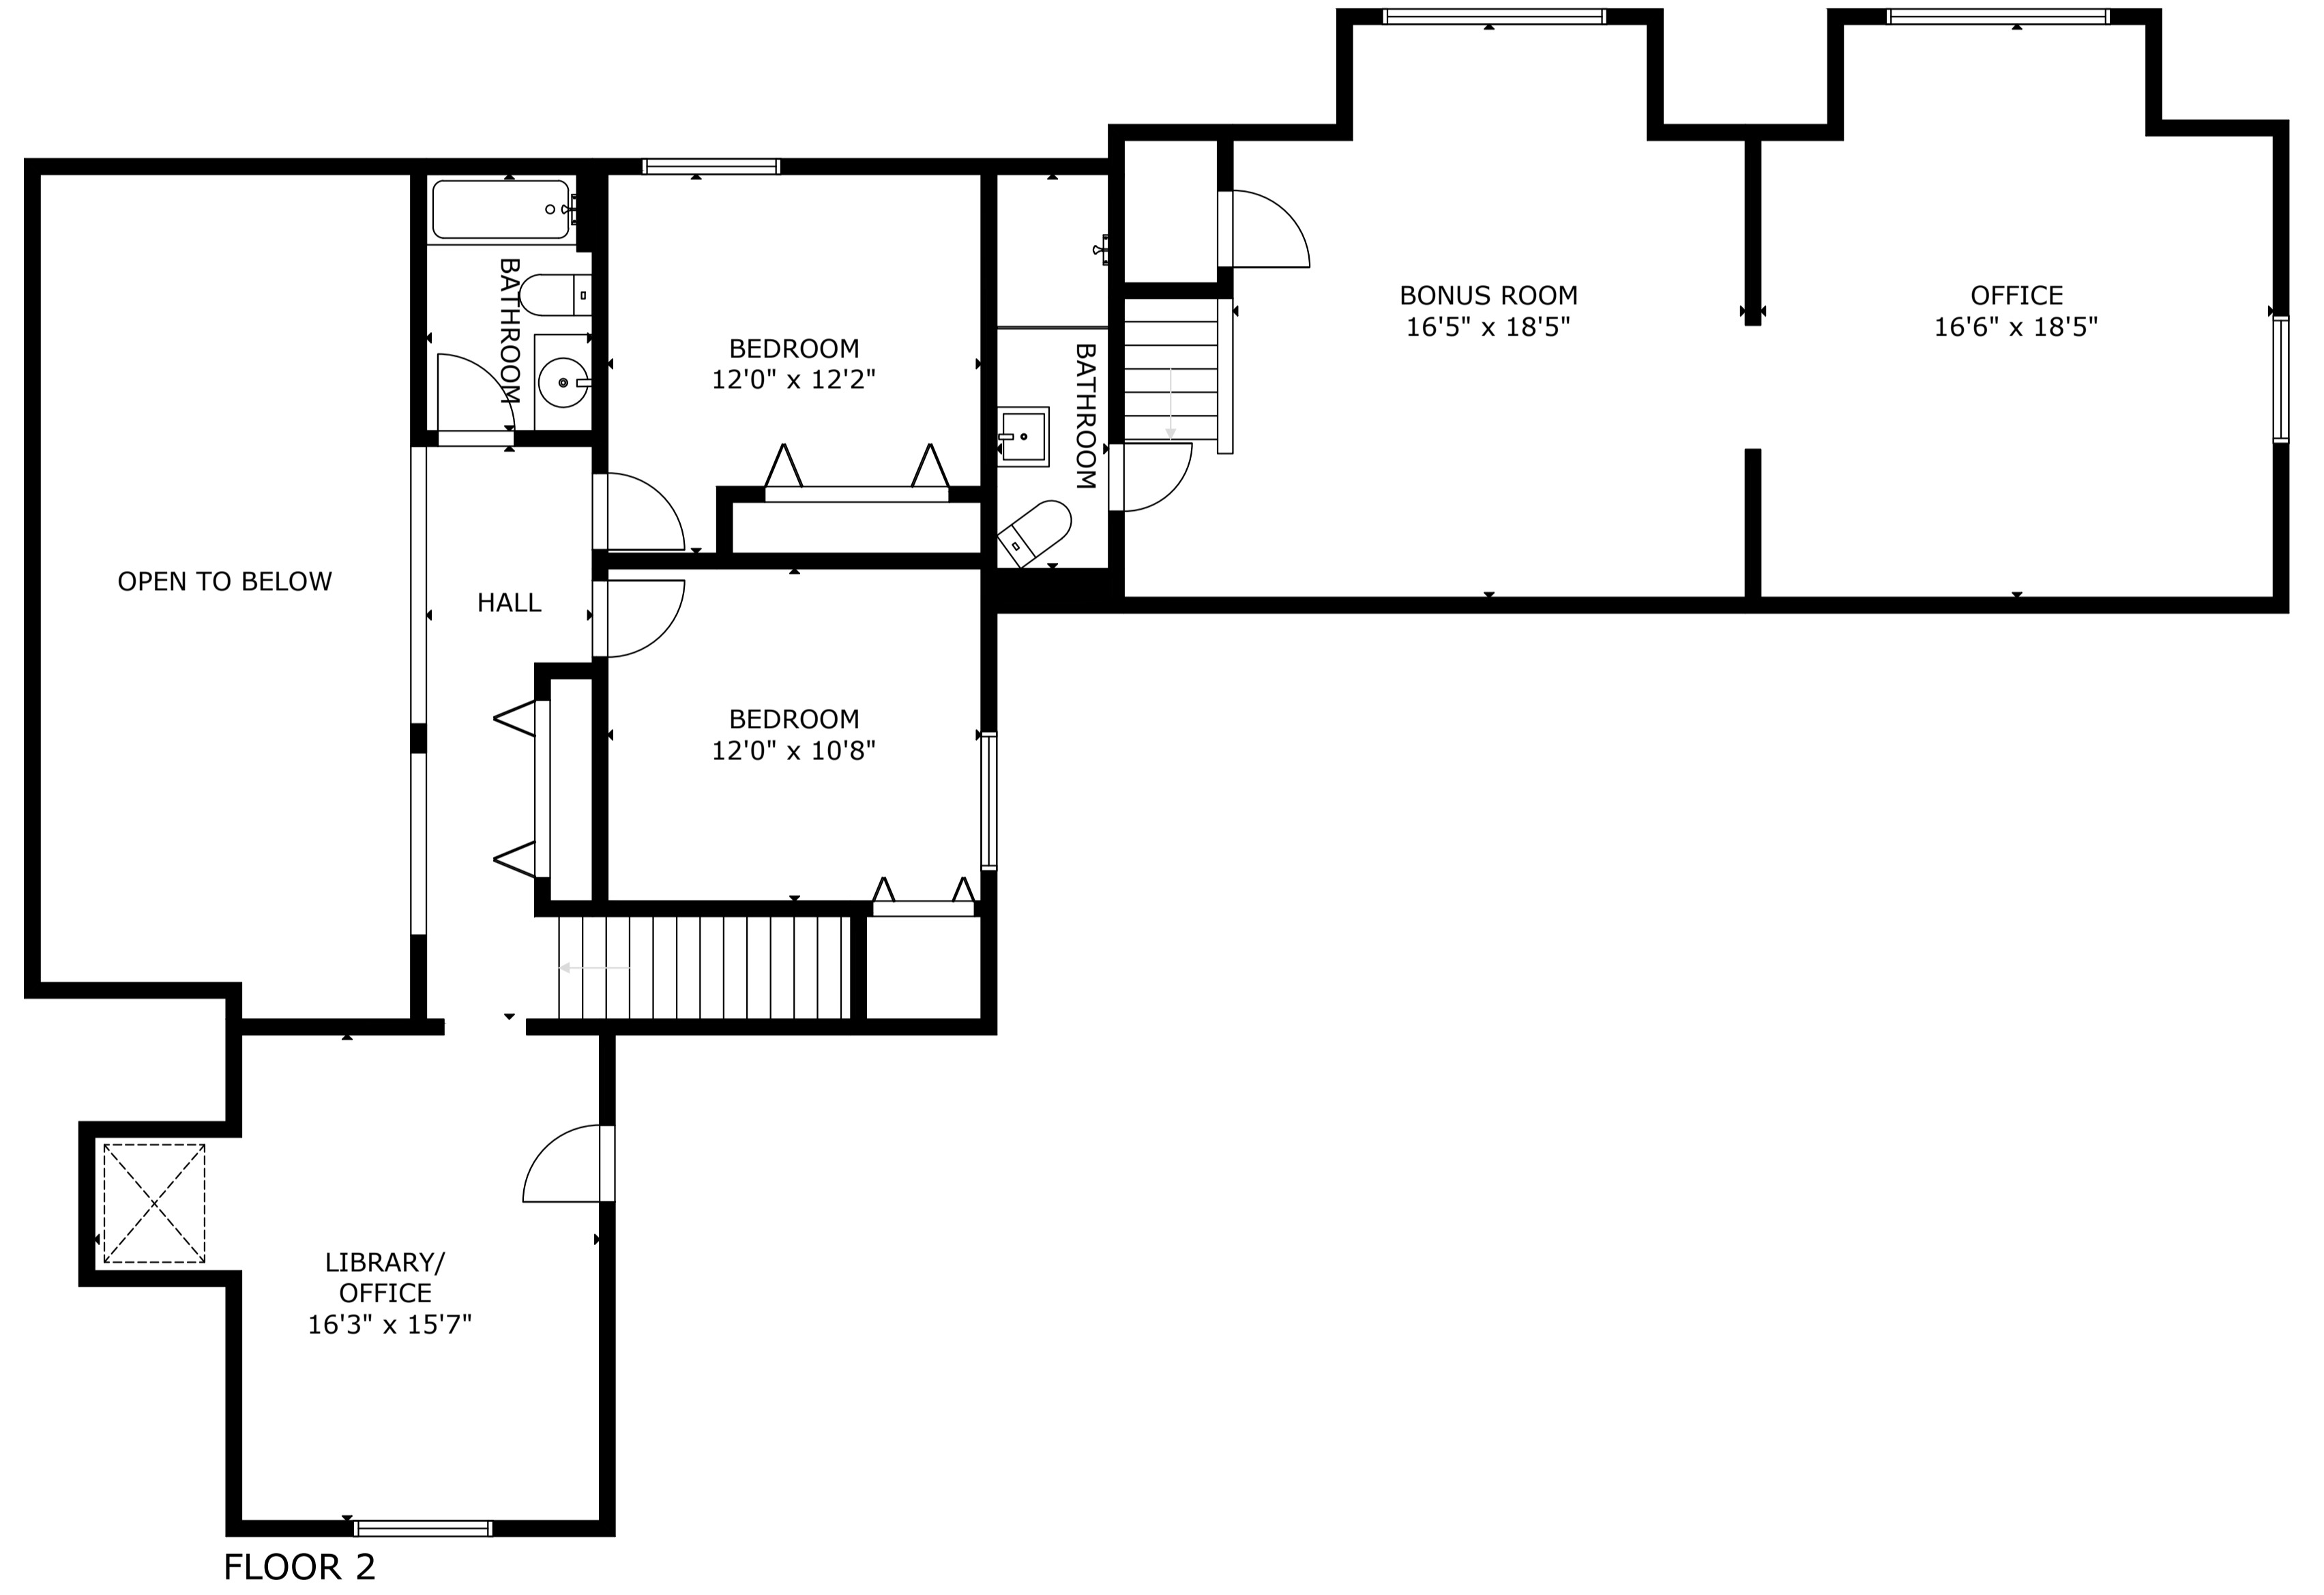 BONUS ROOM
16'5" x 18'5"
OFFICE
16'6" x 18'5"
BATHROOM
BEDROOM
12'0" x 12'2"
BATHROOM
OPEN TO BELOW
HALL
BEDROOM
12'0" x 10'8"
LIBRARY/
OFFICE
16'3" x 15'7"
FLOOR 2